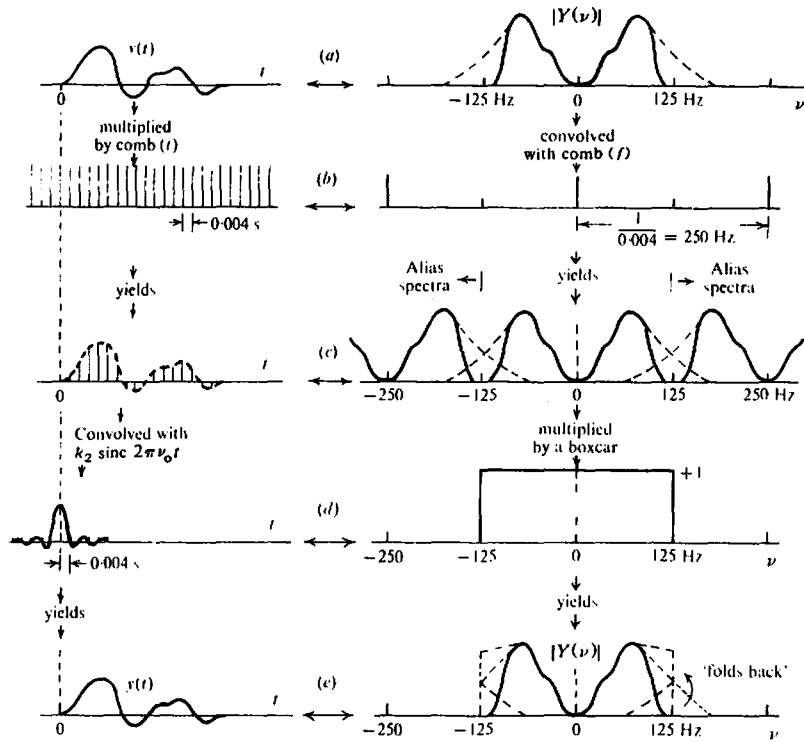 y(t)
t
(a)
|Y(ν)|
0
−125 Hz
0
125 Hz
ν
multiplied
by comb (t)
convolved
with comb (f)
(b)
0·004 s
1
0·004 = 250 Hz
yields
yields
Alias
spectra
Alias
spectra
t
(c)
0
−250
−125
0
125
250 Hz
Convolved with
k₂ sinc 2πν₀t
multiplied
by a boxcar
+1
t
(d)
0·004 s
−250
−125
0
125 Hz
ν
yields
yields
y(t)
t
(e)
|Y(ν)|
'folds back'
0
−250
−125
0
125 Hz
ν